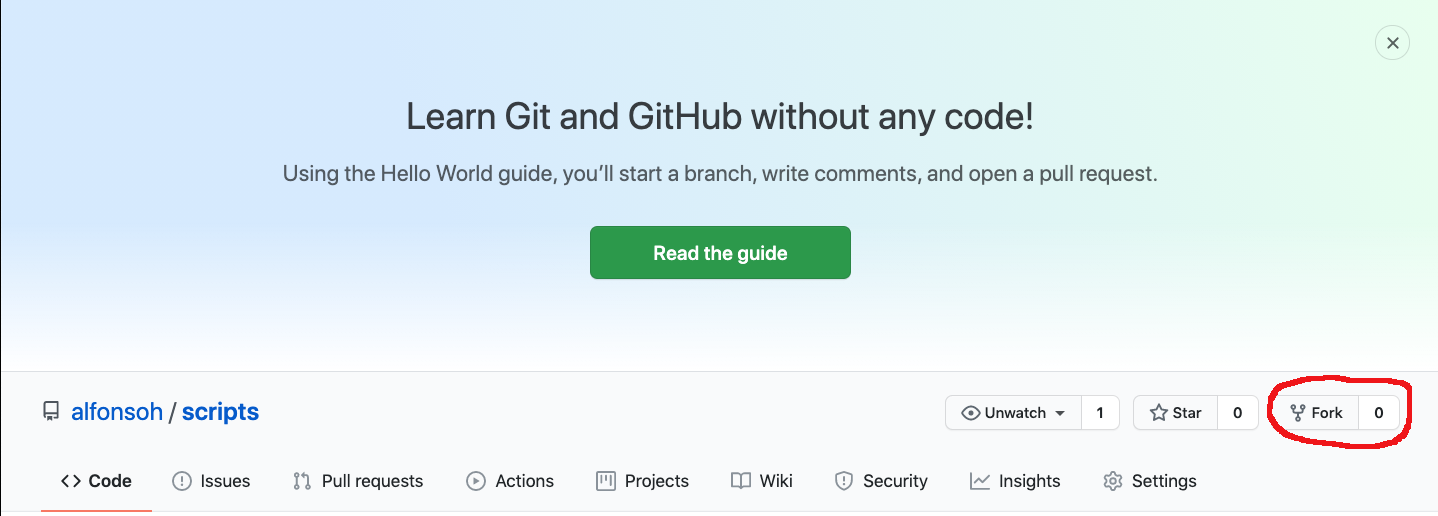 Learn Git and GitHub without any code!
Using the Hello World guide, you’ll start a branch, write comments, and open a pull request.
Read the guide
alfonsoh / scripts
Unwatch 1 Star 0 Fork 0
Code Issues Pull requests Actions Projects Wiki Security Insights Settings